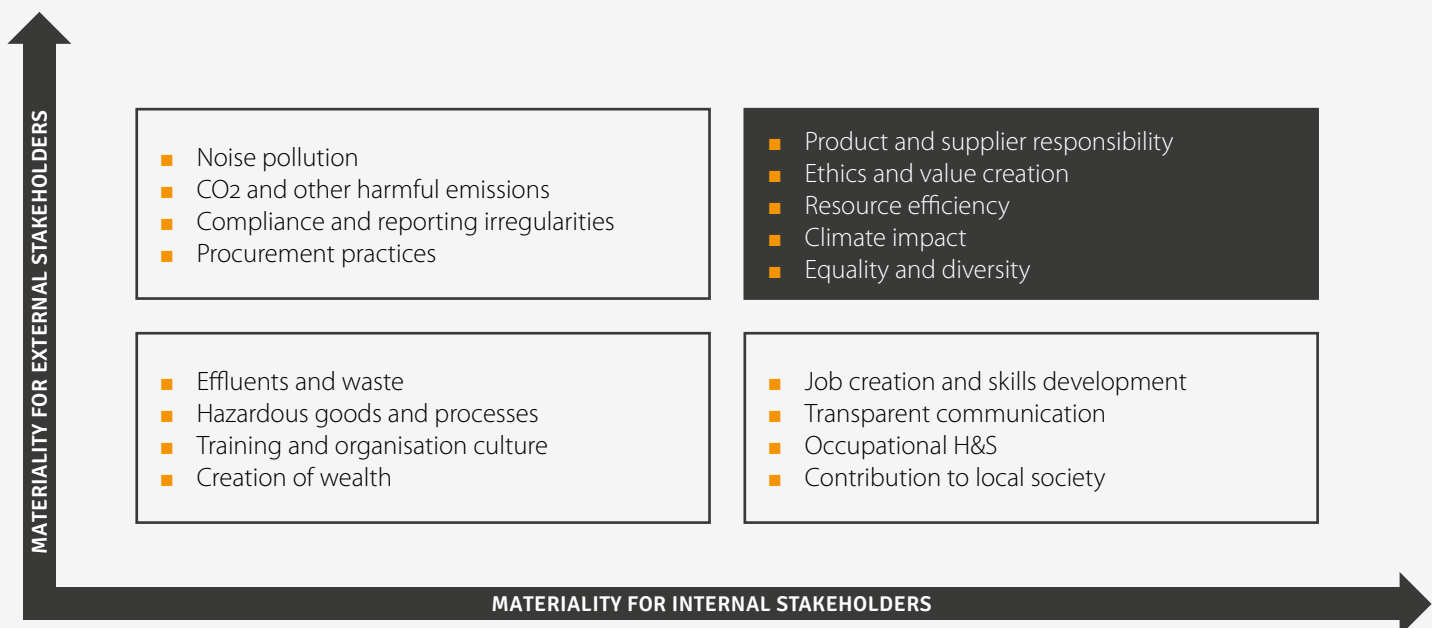 MATERIALITY FOR EXTERNAL STAKEHOLDERS
Noise pollution
CO2 and other harmful emissions
Compliance and reporting irregularities
Procurement practices
Product and supplier responsibility
Ethics and value creation
Resource efficiency
Climate impact
Equality and diversity
Effluents and waste
Hazardous goods and processes
Training and organisation culture
Creation of wealth
Job creation and skills development
Transparent communication
Occupational H&S
Contribution to local society
MATERIALITY FOR INTERNAL STAKEHOLDERS